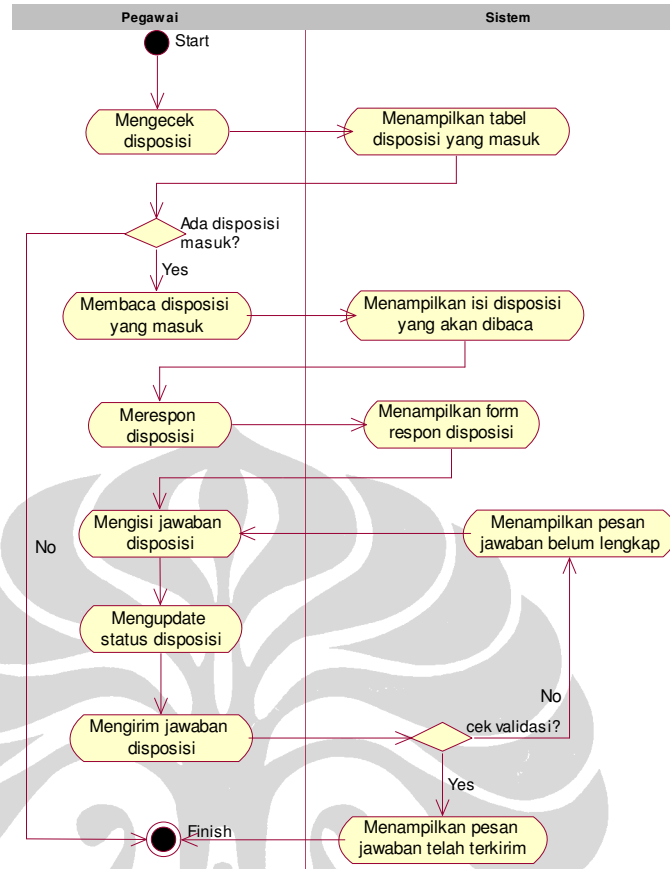 Pegawai
Sistem
Start
Mengecek
disposisi
Menampilkan tabel
disposisi yang masuk
Ada disposisi
masuk?
Yes
Membaca disposisi
yang masuk
Menampilkan isi disposisi
yang akan dibaca
Merespon
disposisi
Menampilkan form
respon disposisi
Mengisi jawaban
disposisi
Menampilkan pesan
jawaban belum lengkap
No
Mengupdate
status disposisi
No
Mengirim jawaban
disposisi
cek validasi?
Yes
Finish
Menampilkan pesan
jawaban telah terkirim